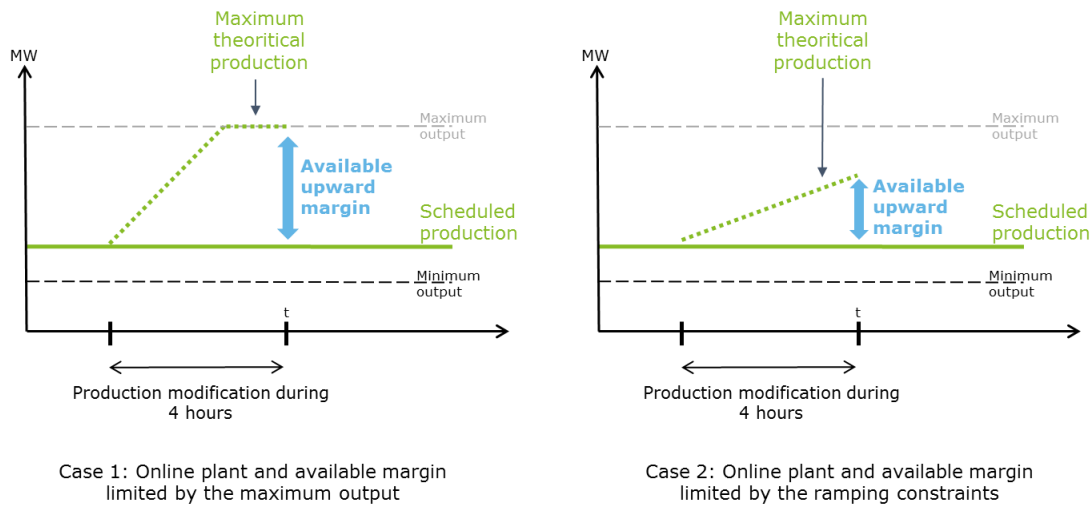 Maximum
theoritical
production
MW
Maximum
output
Available
upward
margin
Scheduled
production
Minimum
output
t
Production modification during
4 hours
Case 1: Online plant and available margin
limited by the maximum output
Maximum
theoritical
production
MW
Maximum
output
Available
upward
margin
Scheduled
production
Minimum
output
t
Production modification during
4 hours
Case 2: Online plant and available margin
limited by the ramping constraints